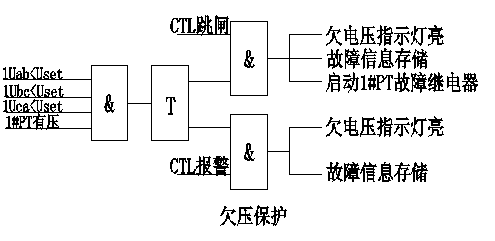 CTL跳闸
欠电压指示灯亮
故障信息存储
启动1#PT故障继电器
&
1Uab<Uset
1Ubc<Uset
1Uca<Uset
1#PT有压
&
T
欠电压指示灯亮
CTL报警
&
故障信息存储
欠压保护